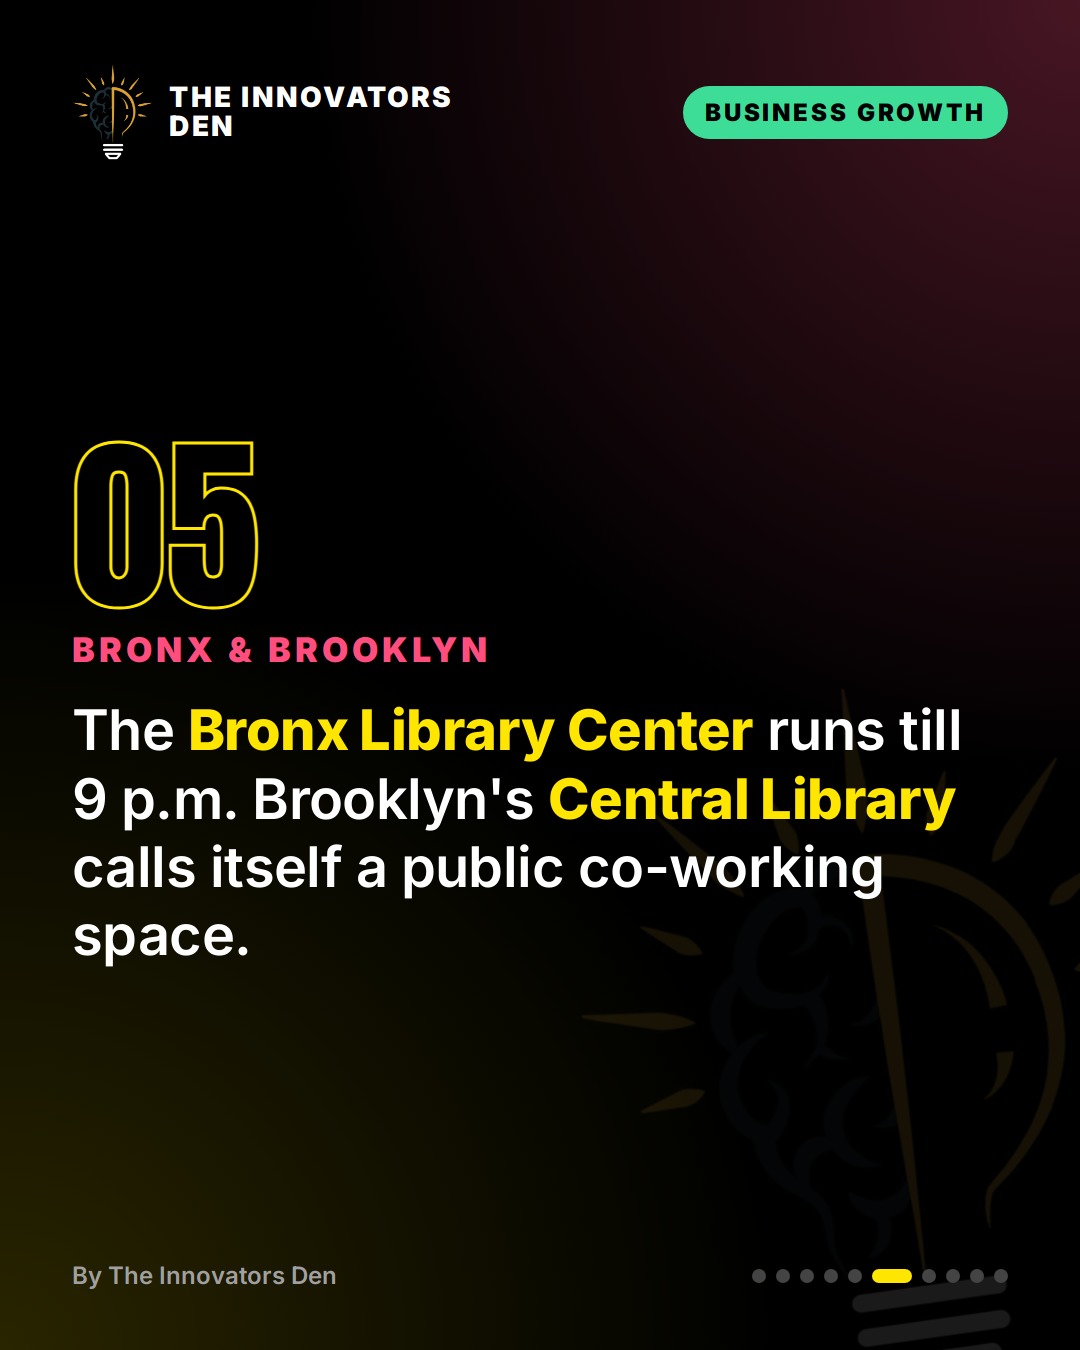 THE INNOVATORS
DEN
BUSINESS GROWTH
05
BRONX & BROOKLYN
The Bronx Library Center runs till
9 p.m. Brooklyn's Central Library
calls itself a public co-working
space.
By The Innovators Den